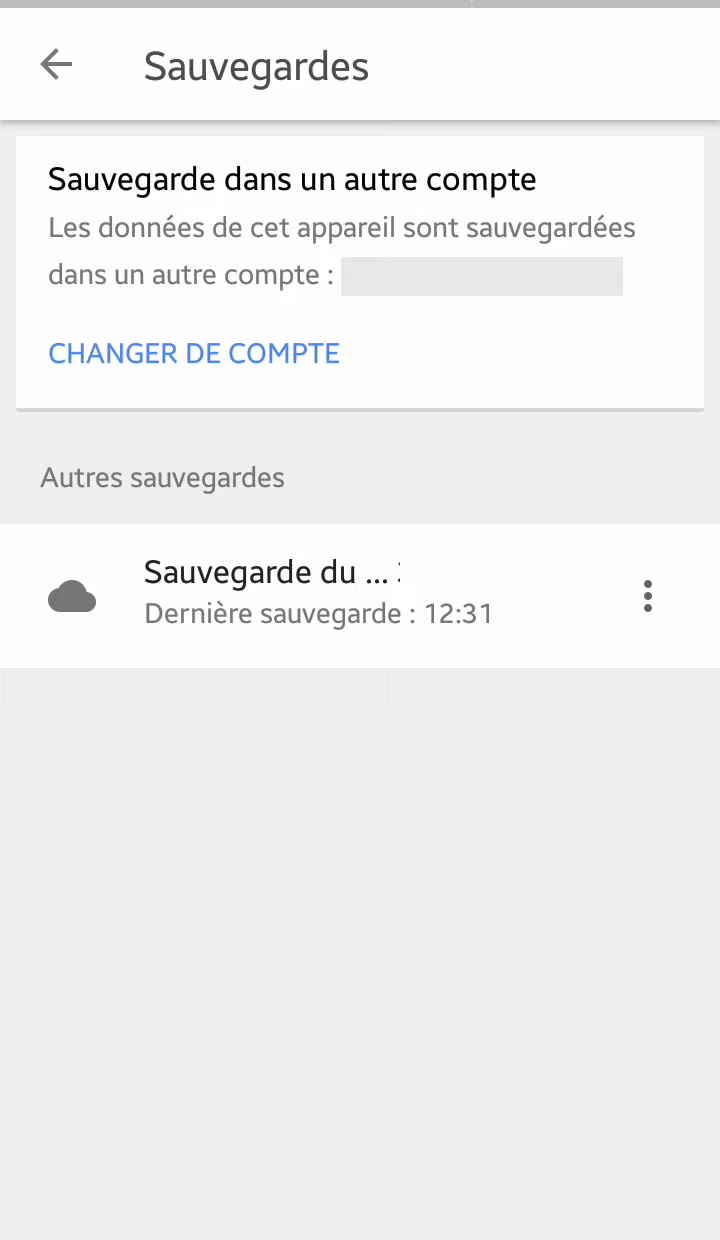 Sauvegardes
Sauvegarde dans un autre compte
Les données de cet appareil sont sauvegardées
dans un autre compte :
CHANGER DE COMPTE
Autres sauvegardes
Sauvegarde du ...
Dernière sauvegarde : 12:31